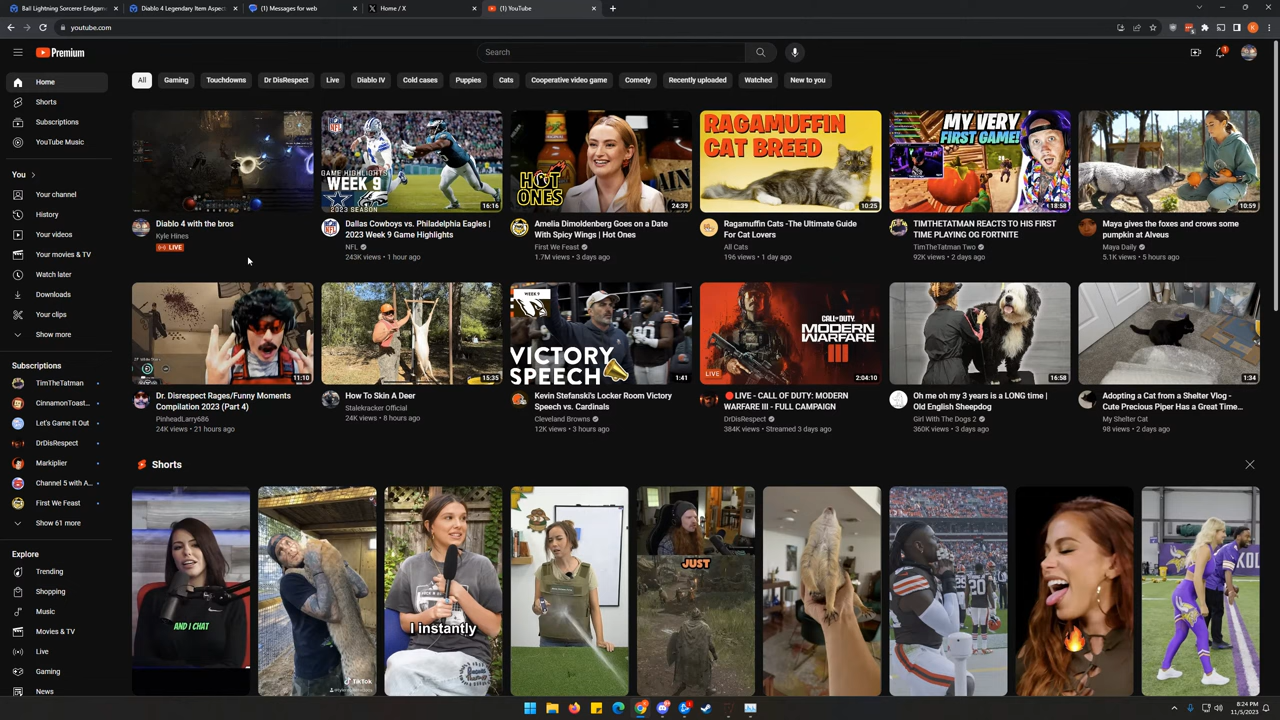 Ball Lightning Sorcerer Endgam
Diablo 4 Legendary Item Aspec
(1) Messages for web
Home / X
(1) YouTube
youtube.com
K
Premium
Search
Home
Shorts
Subscriptions
YouTube Music
You
Your channel
History
Your videos
Your movies & TV
Watch later
Downloads
Your clips
Show more
Subscriptions
TimTheTatman
CinnamonToast...
Let's Game It Out
DrDisRespect
Markiplier
Channel 5 with A...
First We Feast
Show 61 more
Explore
Trending
Shopping
Music
Movies & TV
Live
Gaming
News
All
Gaming
Touchdowns
Dr DisRespect
Live
Diablo IV
Cold cases
Puppies
Cats
Cooperative video game
Comedy
Recently uploaded
Watched
New to you
Diablo 4 with the bros
Kyle Hines
LIVE
NFL
GAME HIGHLIGHTS
WEEK 9
2023 SEASON
16:16
Dallas Cowboys vs. Philadelphia Eagles |
2023 Week 9 Game Highlights
NFL
243K views • 1 hour ago
HOT
ONES
24:39
Amelia Dimoldenberg Goes on a Date
With Spicy Wings | Hot Ones
First We Feast
1.7M views • 3 days ago
RAGAMUFFIN
CAT BREED
10:25
Ragamuffin Cats -The Ultimate Guide
For Cat Lovers
All Cats
196 views • 1 day ago
MY VERY
FIRST GAME!
18:58
TIMTHETATMAN REACTS TO HIS FIRST
TIME PLAYING OG FORTNITE
TimTheTatman Two
92K views • 2 days ago
10:59
Maya gives the foxes and crows some
pumpkin at Alveus
Maya Daily
5.1K views • 5 hours ago
11:10
Dr. Disrespect Rages/Funny Moments
Compilation 2023 (Part 4)
PinheadLarry686
24K views • 21 hours ago
15:35
How To Skin A Deer
Stalekracker Official
24K views • 8 hours ago
WEEK 9
VICTORY
SPEECH
1:41
Kevin Stefanski's Locker Room Victory
Speech vs. Cardinals
Cleveland Browns
12K views • 3 hours ago
CALL OF DUTY
MODERN
WARFARE
III
LIVE
2:04:10
LIVE - CALL OF DUTY: MODERN
WARFARE III - FULL CAMPAIGN
DrDisRespect
384K views • Streamed 3 days ago
16:58
Oh me oh my 3 years is a LONG time |
Old English Sheepdog
Girl With The Dogs 2
360K views • 3 days ago
1:34
Adopting a Cat from a Shelter Vlog -
Cute Precious Piper Has a Great Time...
My Shelter Cat
98 views • 2 days ago
Shorts
AND I CHAT
TikTok
I instantly
JUST
8:24 PM
11/5/2023